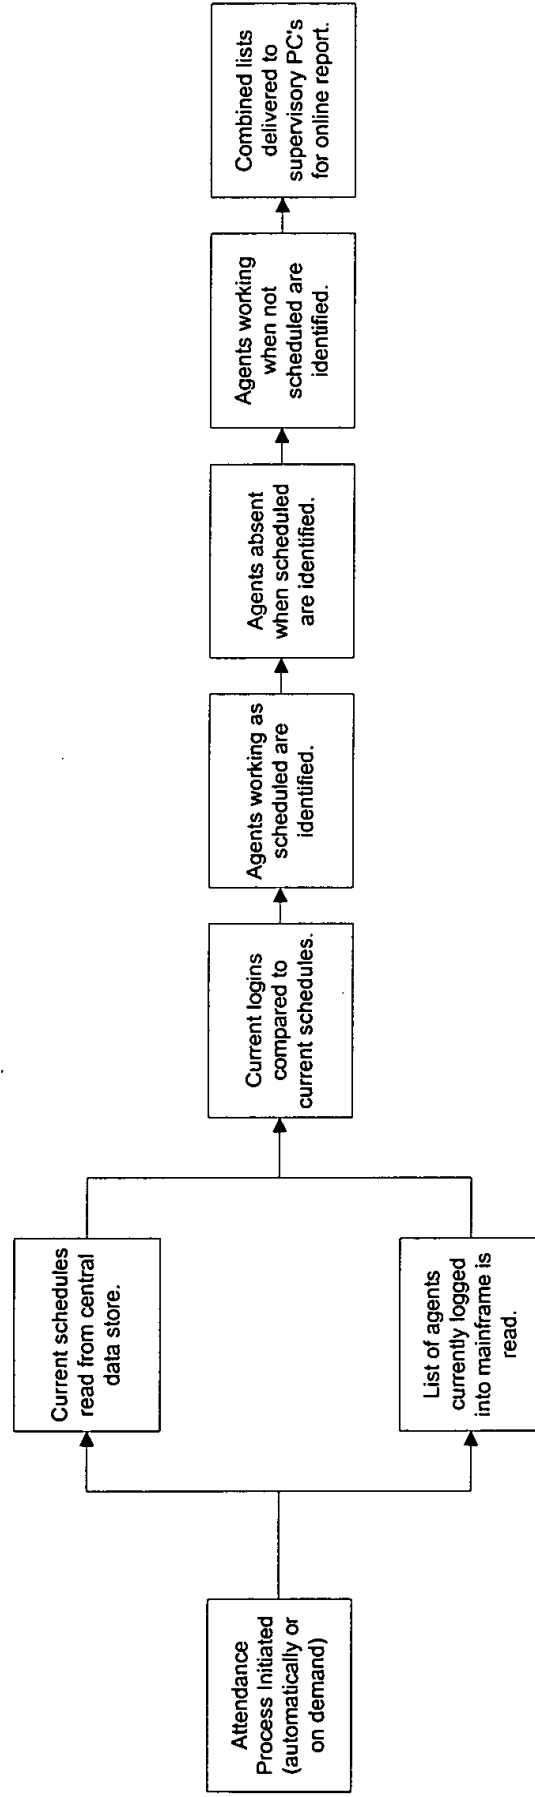 Attendance
Process Initiated
(automatically or
on demand)
Current schedules
read from central
data store.
List of agents
currently logged
into mainframe is
read.
Current logins
compared to
current schedules.
Agents working as
scheduled are
identified.
Agents absent
when scheduled
are identified.
Agents working
when not
scheduled are
identified.
Combined lists
delivered to
supervisory PC's
for online report.